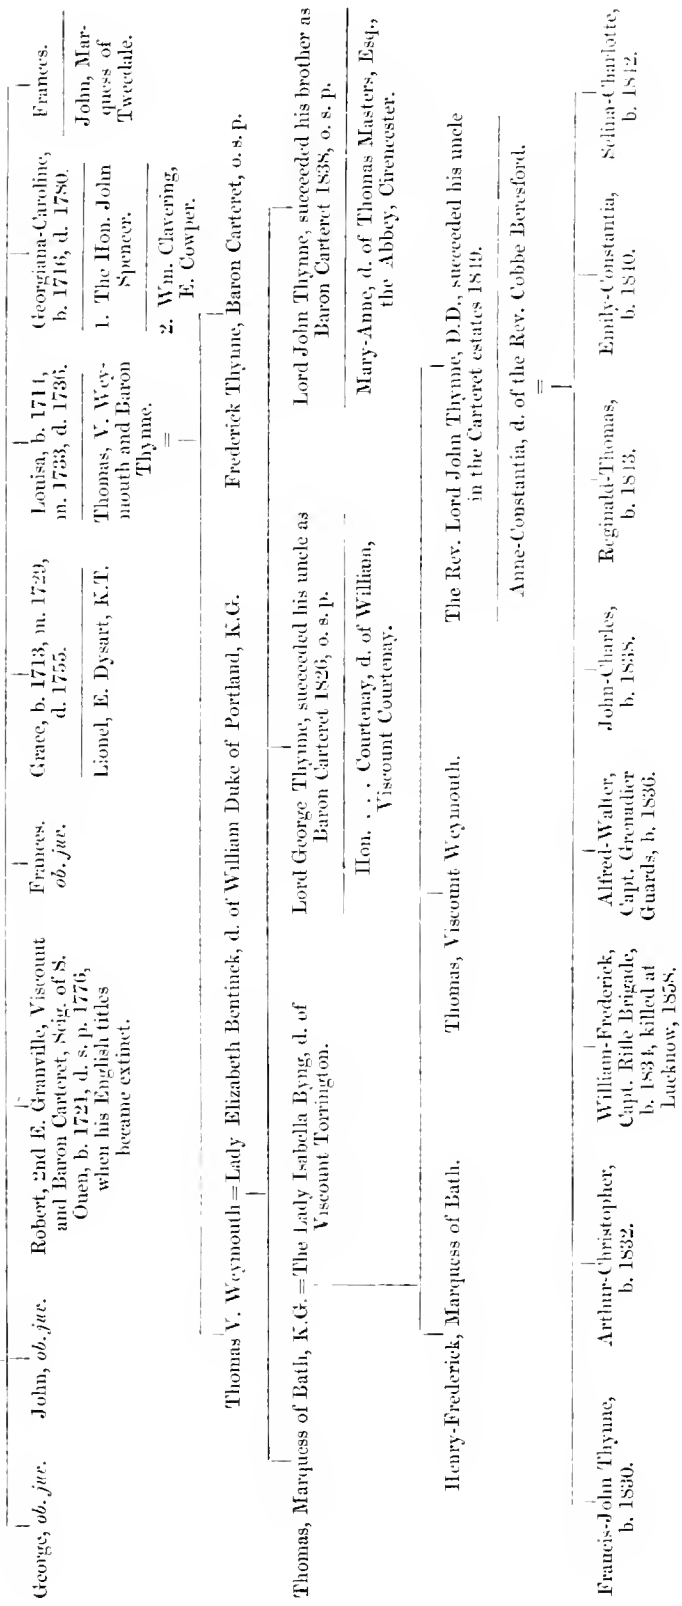 George, ob. juv.
John, ob. juv.
Robert, 2nd E. Granville, Viscount
and Baron Carteret, Seig. of S.
Ouen, b. 1721, d. s. p. 1776,
when his English titles
became extinct.
Frances.
ob. juv.
Grace, b. 1713, m. 1729,
d. 1755.
Lionel, E. Dysart, K.T.
Louisa, b. 1714,
m. 1733, d. 1736.
Thomas, V. Wey-
mouth and Baron
Thynne.
=
Georgiana-Caroline,
b. 1716, d. 1780.
1. The Hon. John
Spencer.
2. Wm. Clavering,
E. Cowper.
Frances.
John, Mar-
quess of
Tweedale.
Thomas V. Weymouth = Lady Elizabeth Bentinck, d. of William Duke of Portland, K.G.
Frederick Thynne, Baron Carteret, o. s. p.
Thomas, Marquess of Bath, K.G. = The Lady Isabella Byng, d. of
Viscount Torrington.
Lord George Thynne, succeeded his uncle as
Baron Carteret 1826, o. s. p.
Hon. . . . Courtenay, d. of William,
Viscount Courtenay.
Lord John Thynne, succeeded his brother as
Baron Carteret 1838, o. s. p.
Mary-Anne, d. of Thomas Masters, Esq.,
the Abbey, Cirencester.
Henry-Frederick, Marquess of Bath.
Thomas, Viscount Weymouth.
The Rev. Lord John Thynne, D.D., succeeded his uncle
in the Carteret estates 1849.
Anne-Constantia, d. of the Rev. Cobbe Beresford.
=
Francis-John Thynne,
b. 1830.
Arthur-Christopher,
b. 1832.
William-Frederick,
Capt. Rifle Brigade,
b. 1834, killed at
Lucknow, 1858.
Alfred-Walter,
Capt. Grenadier
Guards, b. 1836.
John-Charles,
b. 1838.
Reginald-Thomas,
b. 1843.
Emily-Constantia,
b. 1840.
Selina-Charlotte,
b. 1842.